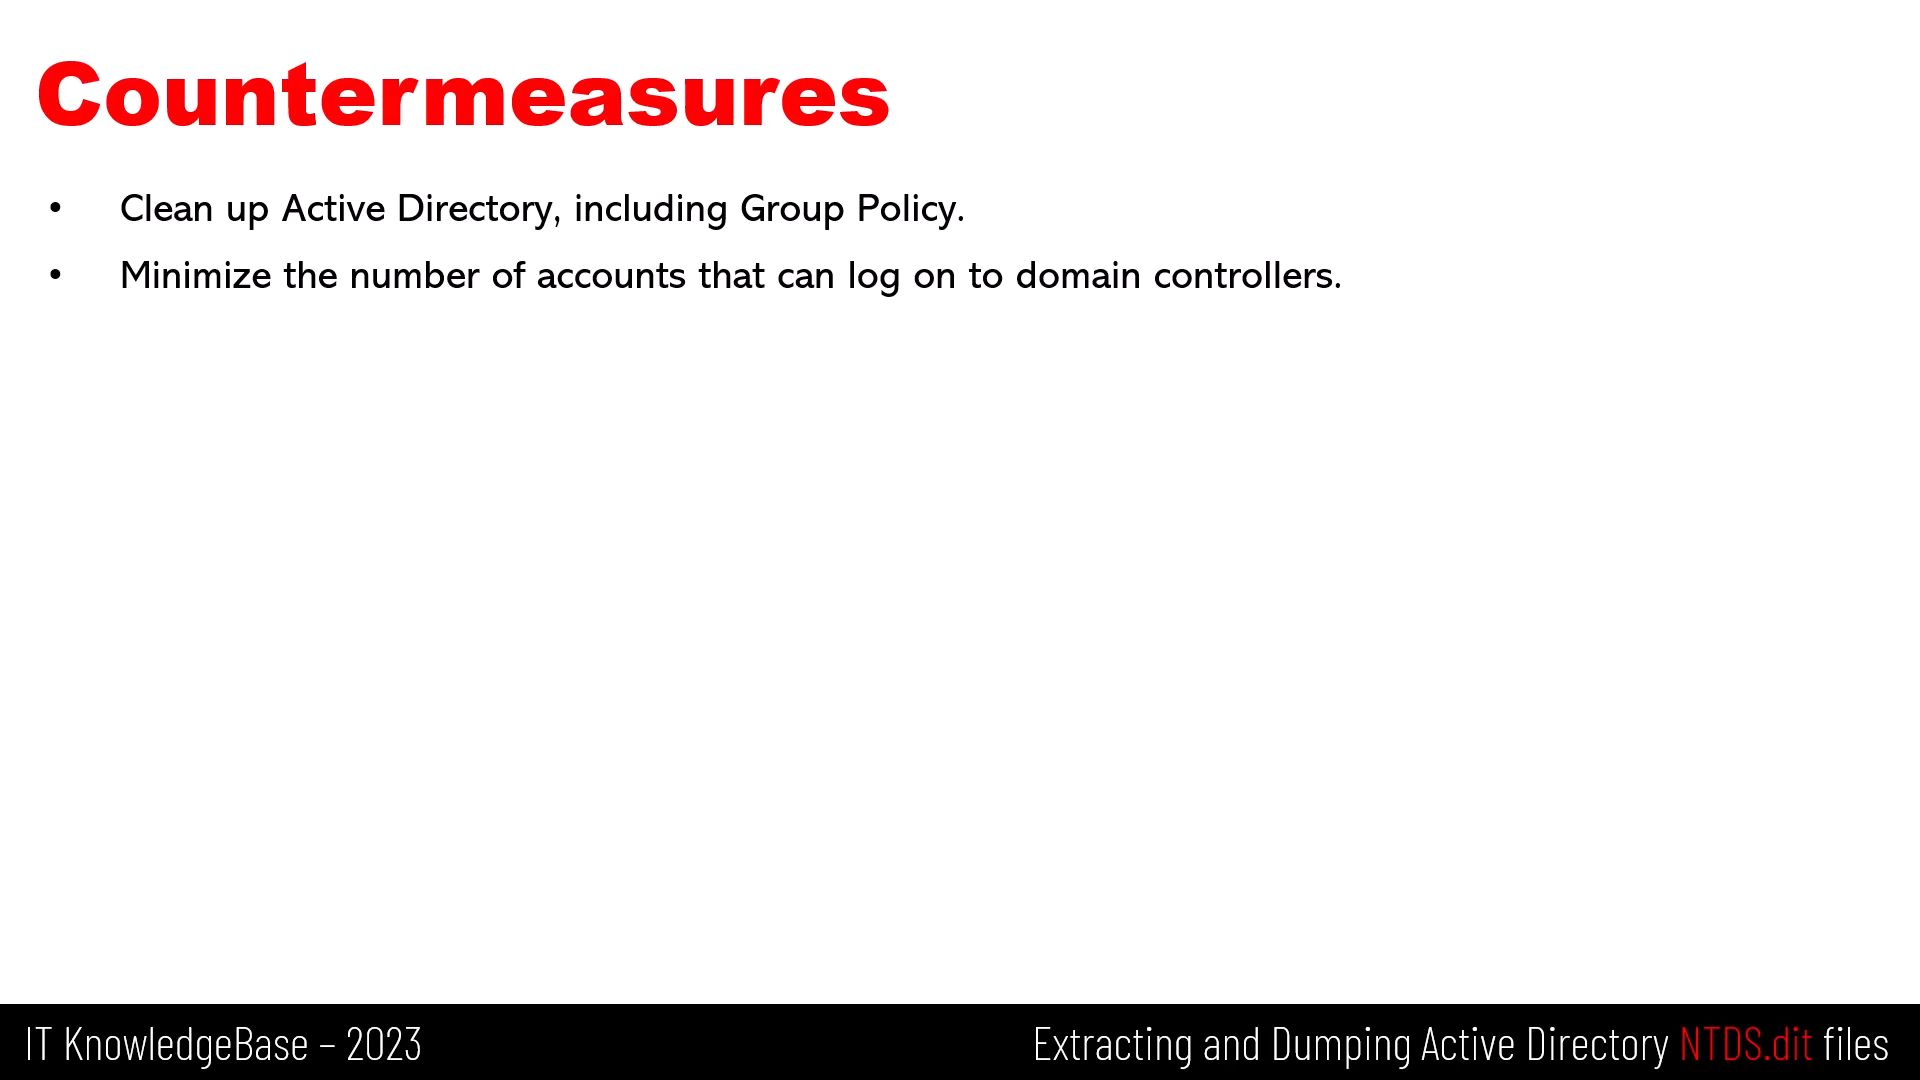 Countermeasures
• Clean up Active Directory, including Group Policy.
• Minimize the number of accounts that can log on to domain controllers.
IT KnowledgeBase – 2023
Extracting and Dumping Active Directory NTDS.dit files